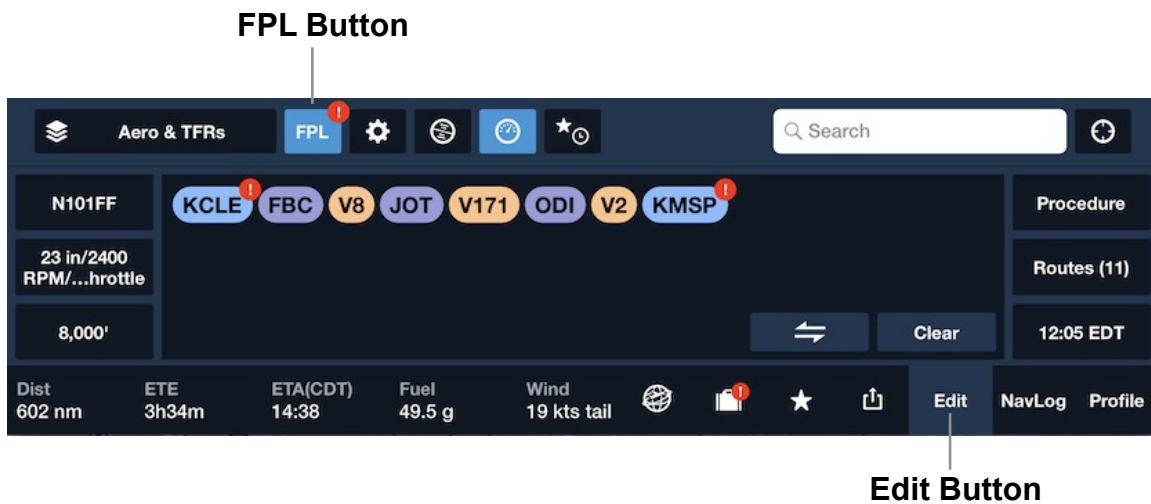 FPL Button
Aero & TFRs FPL ! Search
N101FF KCLE ! FBC V8 JOT V171 ODI V2 KMSP ! Procedure
23 in/2400
RPM/...hrottle Routes (11)
8,000' Clear 12:05 EDT
Dist ETE ETA(CDT) Fuel Wind
602 nm 3h34m 14:38 49.5 g 19 kts tail ! Edit NavLog Profile
Edit Button